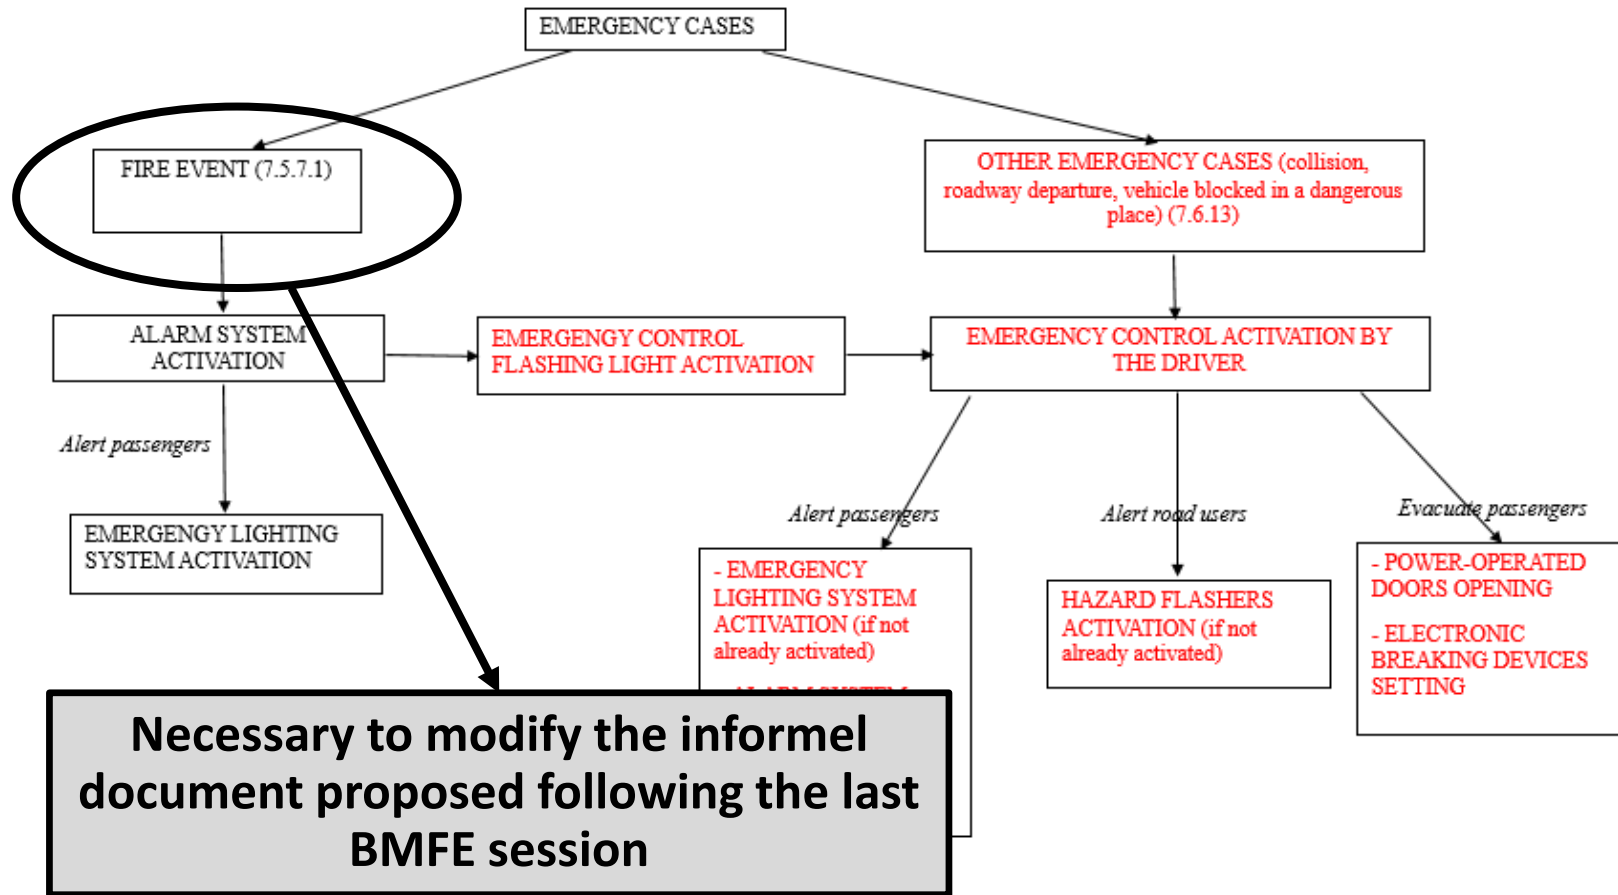 EMERGENCY CASES
FIRE EVENT (7.5.7.1)
OTHER EMERGENCY CASES (collision,
roadway departure, vehicle blocked in a dangerous
place) (7.6.13)
ALARM SYSTEM
ACTIVATION
EMERGENGY CONTROL
FLASHING LIGHT ACTIVATION
EMERGENCY CONTROL ACTIVATION BY
THE DRIVER
Alert passengers
EMERGENGY LIGHTING
SYSTEM ACTIVATION
Alert passengers
Alert road users
Evacuate passengers
- EMERGENCY
LIGHTING SYSTEM
ACTIVATION (if not
already activated)
- ALARM SYSTEM
HAZARD FLASHERS
ACTIVATION (if not
already activated)
- POWER-OPERATED
DOORS OPENING
- ELECTRONIC
BREAKING DEVICES
SETTING
Necessary to modify the informel
document proposed following the last
BMFE session